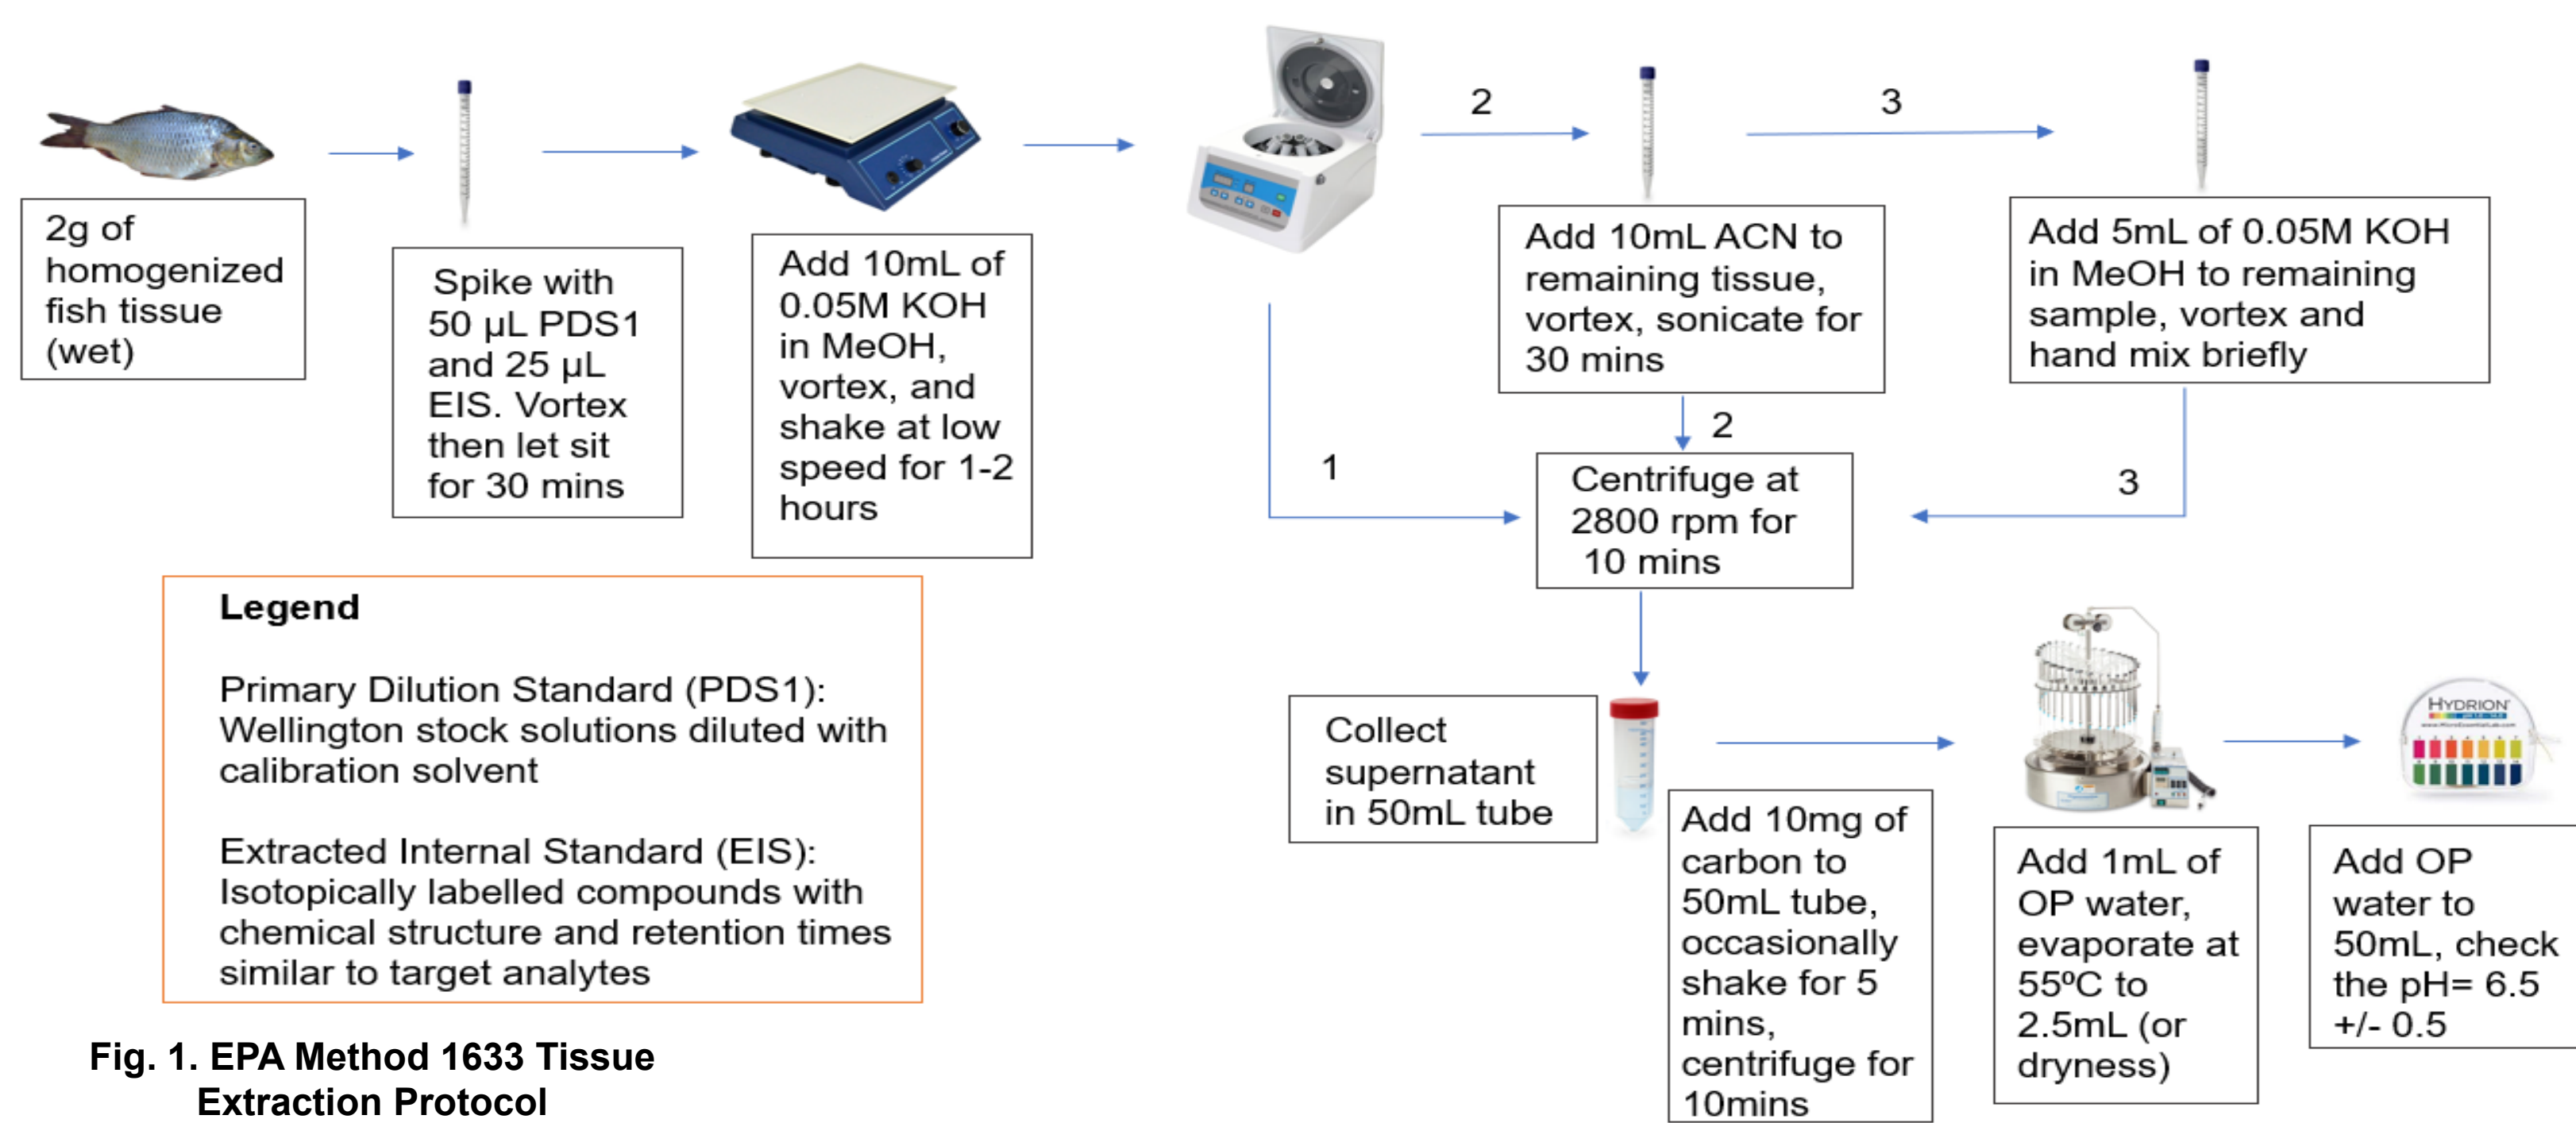 2g of
homogenized
fish tissue
(wet)
Spike with
50 µL PDS1
and 25 µL
EIS. Vortex
then let sit
for 30 mins
Add 10mL of
0.05M KOH
in MeOH,
vortex, and
shake at low
speed for 1-2
hours
2
Add 10mL ACN to
remaining tissue,
vortex, sonicate for
30 mins
3
Add 5mL of 0.05M KOH
in MeOH to remaining
sample, vortex and
hand mix briefly
1
2
3
Centrifuge at
2800 rpm for
10 mins
Collect
supernatant
in 50mL tube
Add 10mg of
carbon to
50mL tube,
occasionally
shake for 5
mins,
centrifuge for
10mins
Add 1mL of
OP water,
evaporate at
55ºC to
2.5mL (or
dryness)
HYDRION
www.MicroEssentialLab.com
Add OP
water to
50mL, check
the pH= 6.5
+/- 0.5
Legend
Primary Dilution Standard (PDS1):
Wellington stock solutions diluted with
calibration solvent
Extracted Internal Standard (EIS):
Isotopically labelled compounds with
chemical structure and retention times
similar to target analytes
Fig. 1. EPA Method 1633 Tissue
Extraction Protocol